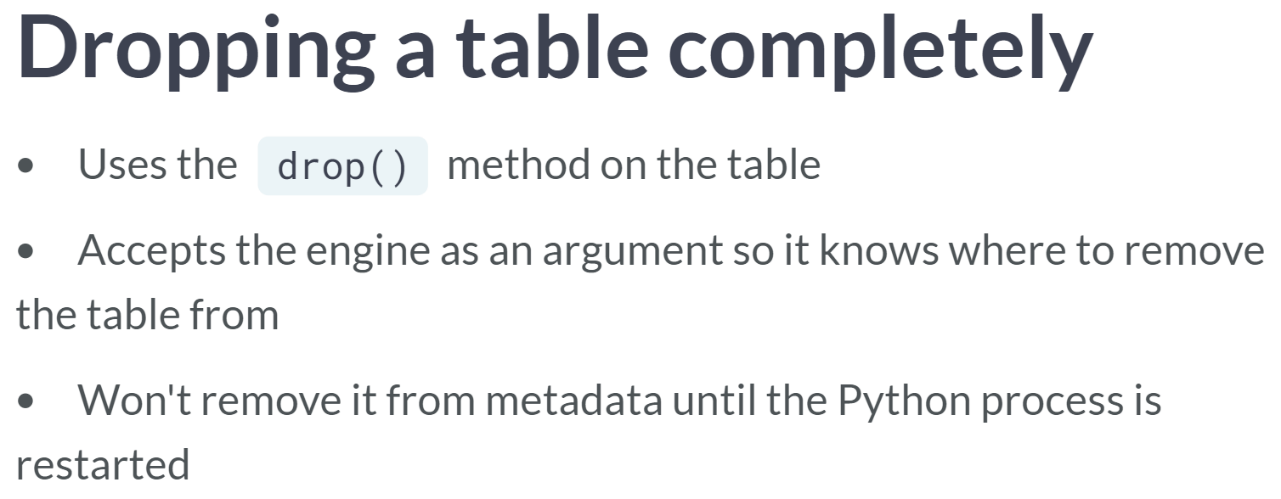 Dropping a table completely
• Uses the drop() method on the table
• Accepts the engine as an argument so it knows where to remove
the table from
• Won't remove it from metadata until the Python process is
restarted